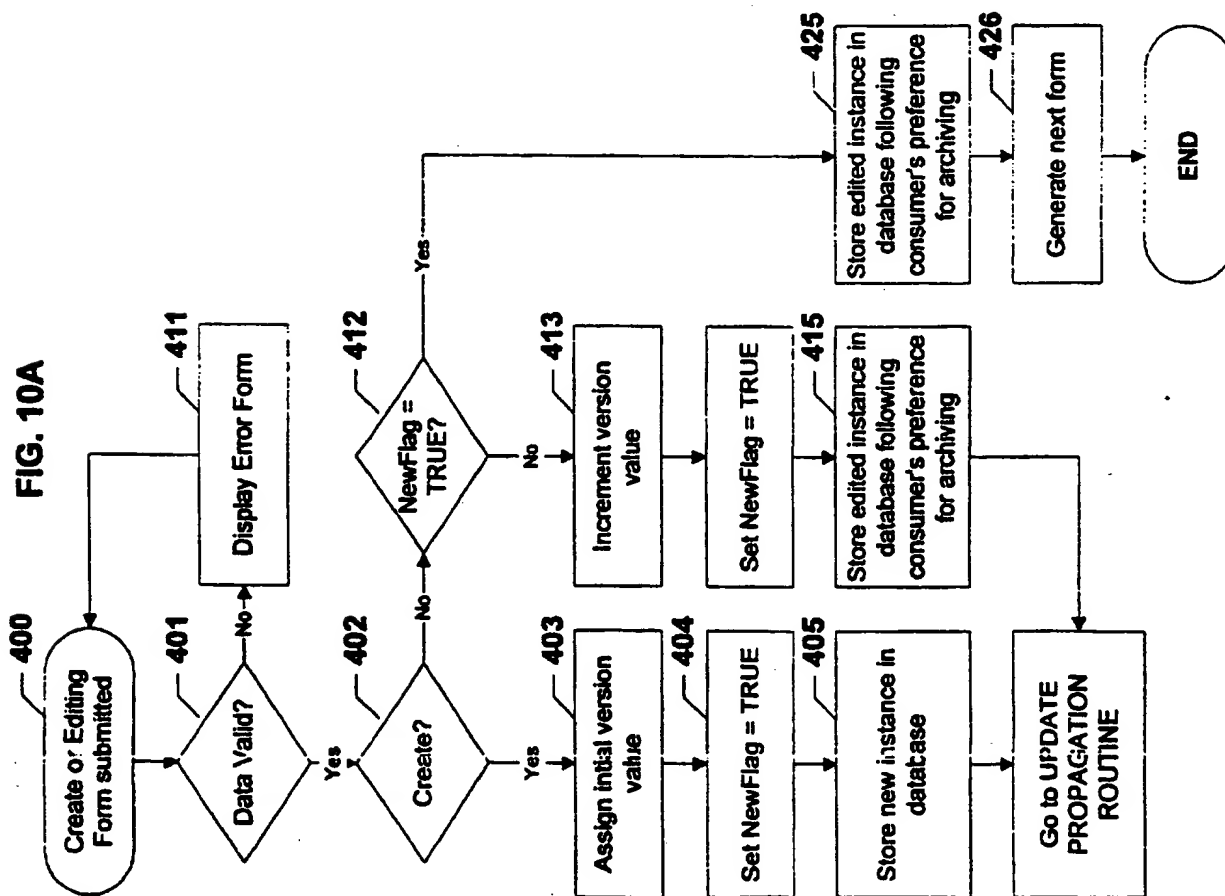 FIG. 10A
400
Create or Editing
Form submitted
401
Data Valid?
No
411
Display Error Form
Yes
402
Create?
No
412
NewFlag =
TRUE?
Yes
Yes
403
Assign initial version
value
404
Set NewFlag = TRUE
405
Store new instance in
database
Go to UPDATE
PROPAGATION
ROUTINE
No
413
Increment version
value
Set NewFlag = TRUE
415
Store edited instance in
database following
consumer's preference
for archiving
425
Store edited instance in
database following
consumer's preference
for archiving
426
Generate next form
END